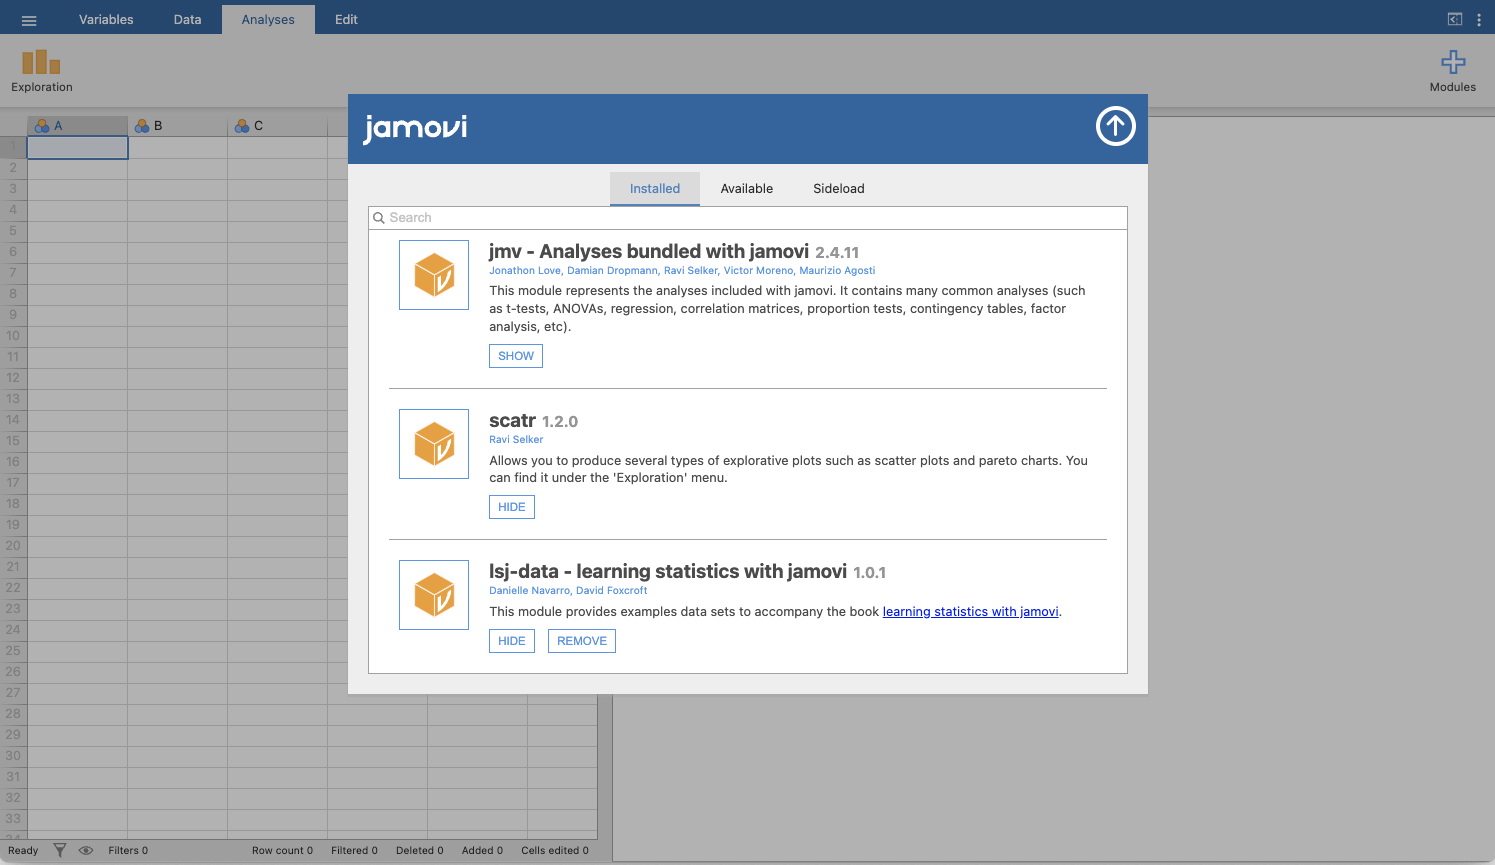 Variables Data Analyses Edit
Exploration
Modules
jamovi
Installed Available Sideload
Search
A B C
jmv - Analyses bundled with jamovi 2.4.11
Jonathon Love, Damian Dropmann, Ravi Selker, Victor Moreno, Maurizio Agosti
This module represents the analyses included with jamovi. It contains many common analyses (such
as t-tests, ANOVAs, regression, correlation matrices, proportion tests, contingency tables, factor
analysis, etc).
SHOW
scatr 1.2.0
Ravi Selker
Allows you to produce several types of explorative plots such as scatter plots and pareto charts. You
can find it under the 'Exploration' menu.
HIDE
lsj-data - learning statistics with jamovi 1.0.1
Danielle Navarro, David Foxcroft
This module provides examples data sets to accompany the book learning statistics with jamovi.
HIDE REMOVE
1
2
3
4
5
6
7
8
9
10
11
12
13
14
15
16
17
18
19
20
21
22
23
24
25
26
27
28
29
30
31
32
33
34
Ready Filters 0 Row count 0 Filtered 0 Deleted 0 Added 0 Cells edited 0